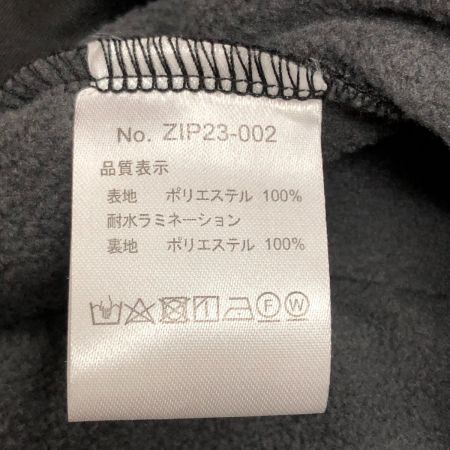 No. ZIP23-002
品質表示
表地 ポリエステル 100%
耐水ラミネーション
裏地 ポリエステル 100%
F W